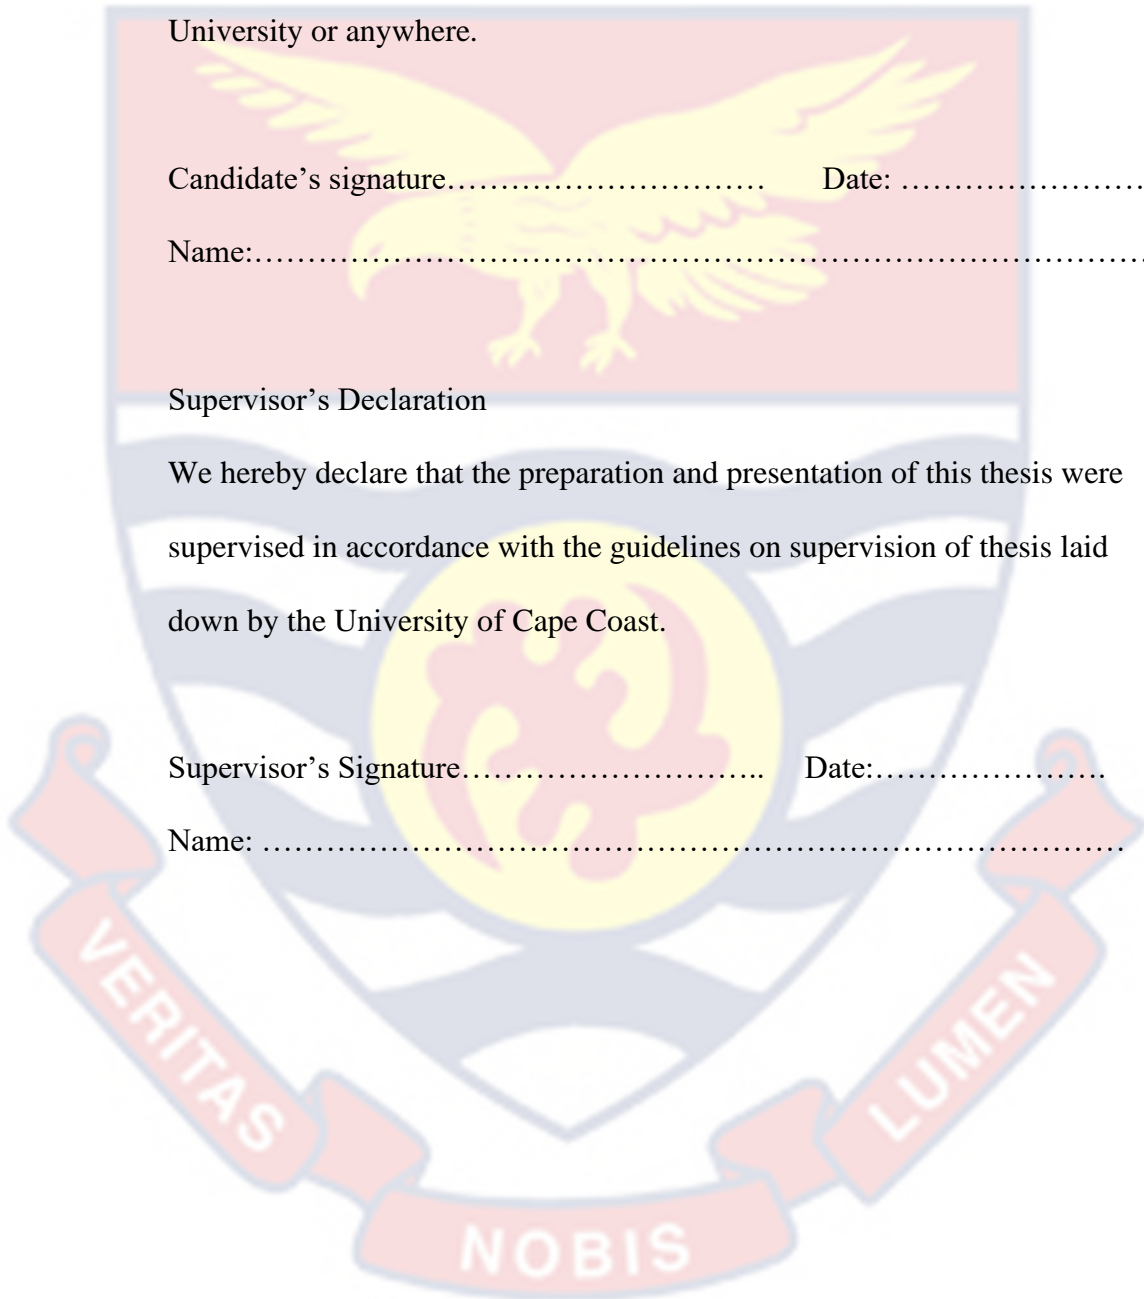 University or anywhere.
Candidate’s signature………………………… Date: ……………………
Name:…………………………………………………………………………
Supervisor’s Declaration
We hereby declare that the preparation and presentation of this thesis were
supervised in accordance with the guidelines on supervision of thesis laid
down by the University of Cape Coast.
Supervisor’s Signature……………………….. Date:………………….
Name: ………………………………………………………………………
VERITAS
NOBIS
LUMEN